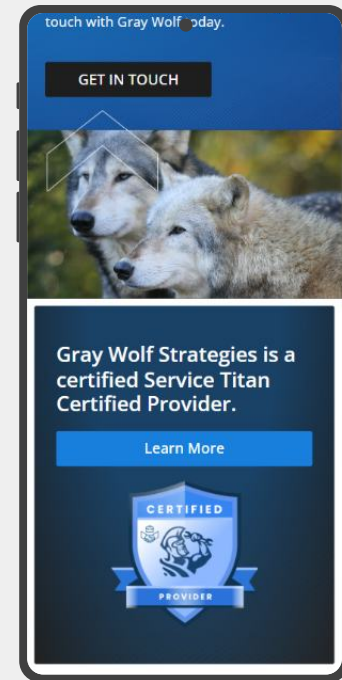 touch with Gray Wolf today.
GET IN TOUCH
Gray Wolf Strategies is a
certified Service Titan
Certified Provider.
Learn More
CERTIFIED
PROVIDER